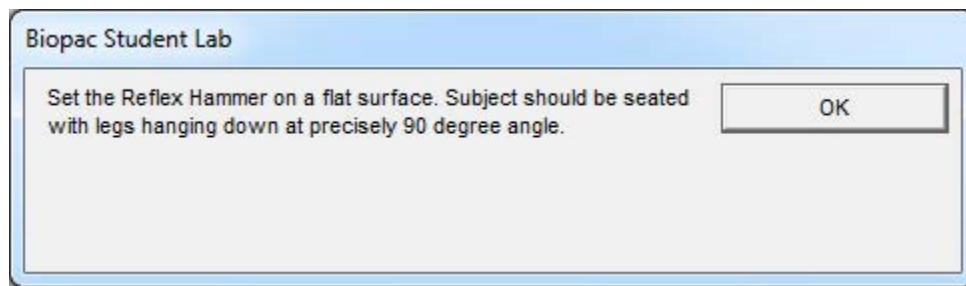 Biopac Student Lab
Set the Reflex Hammer on a flat surface. Subject should be seated
with legs hanging down at precisely 90 degree angle.
OK